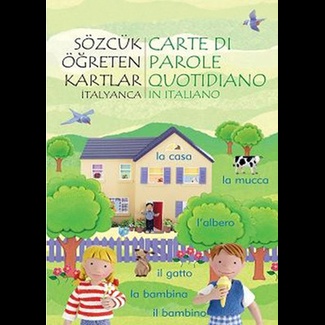 SÖZCÜK
ÖĞRETEN
KARTLAR
İTALYANCA
CARTE DI
PAROLE
QUOTIDIANO
IN ITALIANO
la casa
la mucca
l'albero
il gatto
la bambina
il bambino